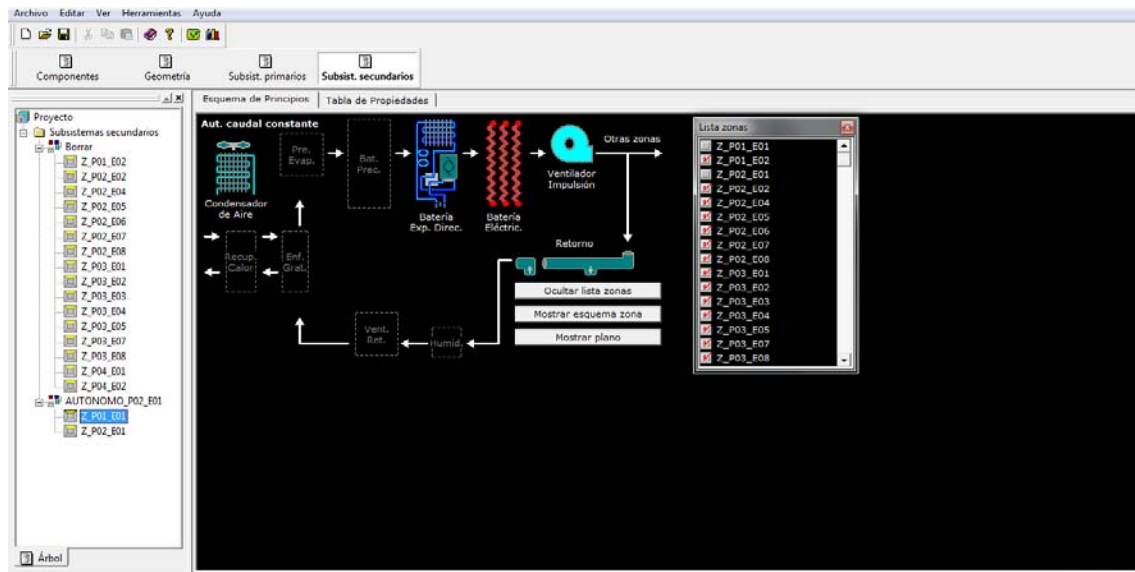 Archivo Editar Ver Herramientas Ayuda
Componentes Geometría Subsist. primarios Subsist. secundarios
Proyecto
Subsistemas secundarios
Borrar
Z_P01_E02
Z_P02_E02
Z_P02_E04
Z_P02_E05
Z_P02_E06
Z_P02_E07
Z_P02_E08
Z_P03_E01
Z_P03_E02
Z_P03_E03
Z_P03_E04
Z_P03_E05
Z_P03_E07
Z_P03_E08
Z_P04_E01
Z_P04_E02
AUTONOMO_P02_E01
Z_P01_E01
Z_P02_E01
Árbol
Esquema de Principios Tabla de Propiedades
Aut. caudal constante
Condensador
de Aire
Pre.
Evap.
Bat.
Prec.
Batería
Exp. Direc.
Batería
Eléctric.
Ventilador
Impulsión
Otras zonas
Recup.
Calor
Enf.
Grat.
Retorno
Ocultar lista zonas
Mostrar esquema zona
Mostrar plano
Vent.
Ret.
Humid.
Lista zonas
Z_P01_E01
Z_P01_E02
Z_P02_E01
Z_P02_E02
Z_P02_E04
Z_P02_E05
Z_P02_E06
Z_P02_E07
Z_P02_E08
Z_P03_E01
Z_P03_E02
Z_P03_E03
Z_P03_E04
Z_P03_E05
Z_P03_E07
Z_P03_E08